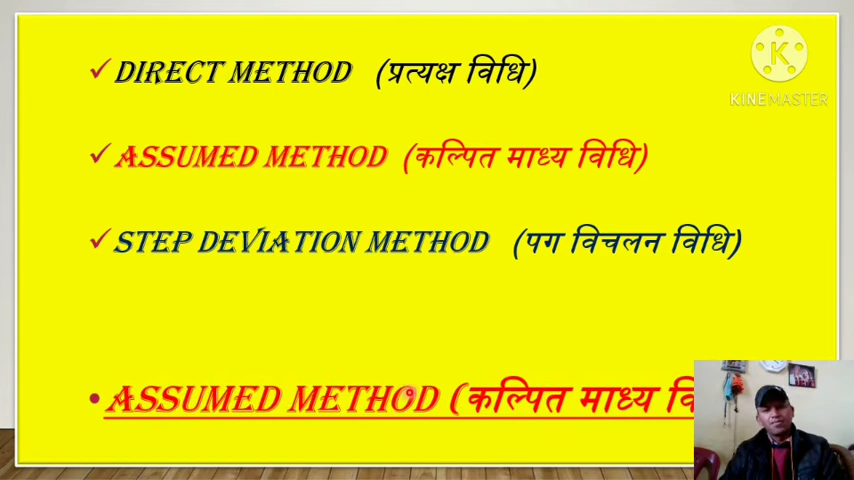 DIRECT METHOD (प्रत्यक्ष विधि)
ASSUMED METHOD (कल्पित माध्य विधि)
STEP DEVIATION METHOD (पग विचलन विधि)
ASSUMED METHOD (कल्पित माध्य वि
K
KINEMASTER